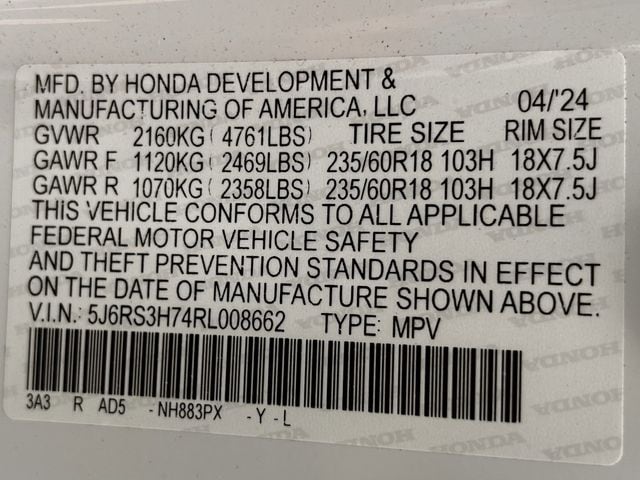 MFD. BY HONDA DEVELOPMENT &
MANUFACTURING OF AMERICA, LLC 04/'24
GVWR 2160KG ( 4761LBS) TIRE SIZE RIM SIZE
GAWR F 1120KG ( 2469LBS) 235/60R18 103H 18X7.5J
GAWR R 1070KG ( 2358LBS) 235/60R18 103H 18X7.5J
THIS VEHICLE CONFORMS TO ALL APPLICABLE
FEDERAL MOTOR VEHICLE SAFETY
AND THEFT PREVENTION STANDARDS IN EFFECT
ON THE DATE OF MANUFACTURE SHOWN ABOVE.
V.I.N.: 5J6RS3H74RL008662 TYPE: MPV
3A3 R AD5 -NH883PX -Y-L